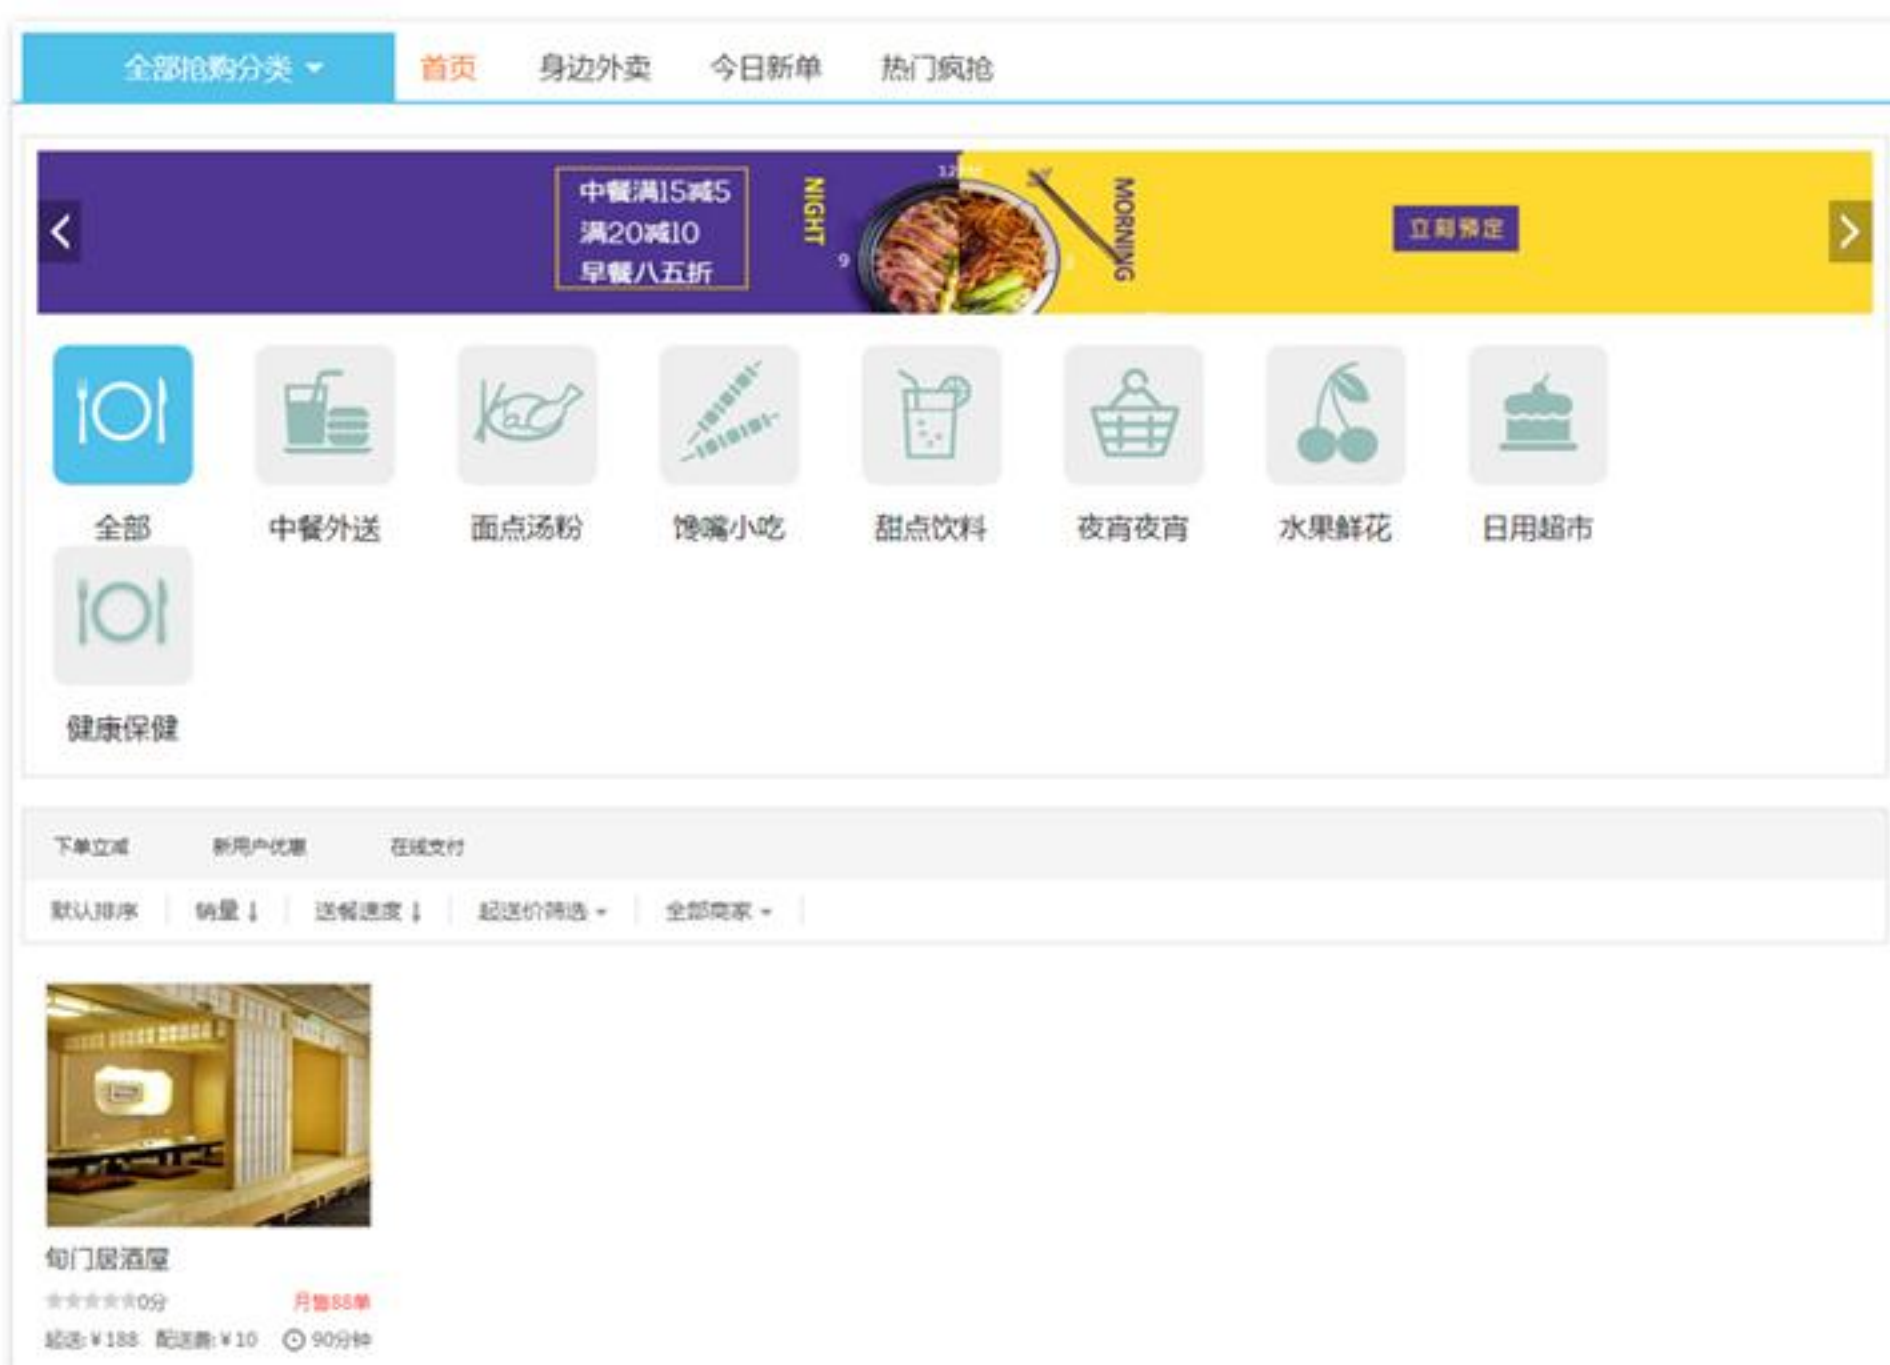 全部抢购分类 首页 身边外卖 今日新单 热门疯抢
中餐满15减5
满20减10
早餐八五折
NIGHT
12
9
3
MORNING
立刻预定
全部 中餐外送 面点汤粉 馋嘴小吃 甜点饮料 夜宵夜宵 水果鲜花 日用超市
健康保健
下单立减 新用户优惠 在线支付
默认排序 销量↓ 送餐速度↓ 起送价筛选 全部商家
旬门居酒屋
★★★★★0分 月售88单
起送:¥188 配送费:¥10 90分钟